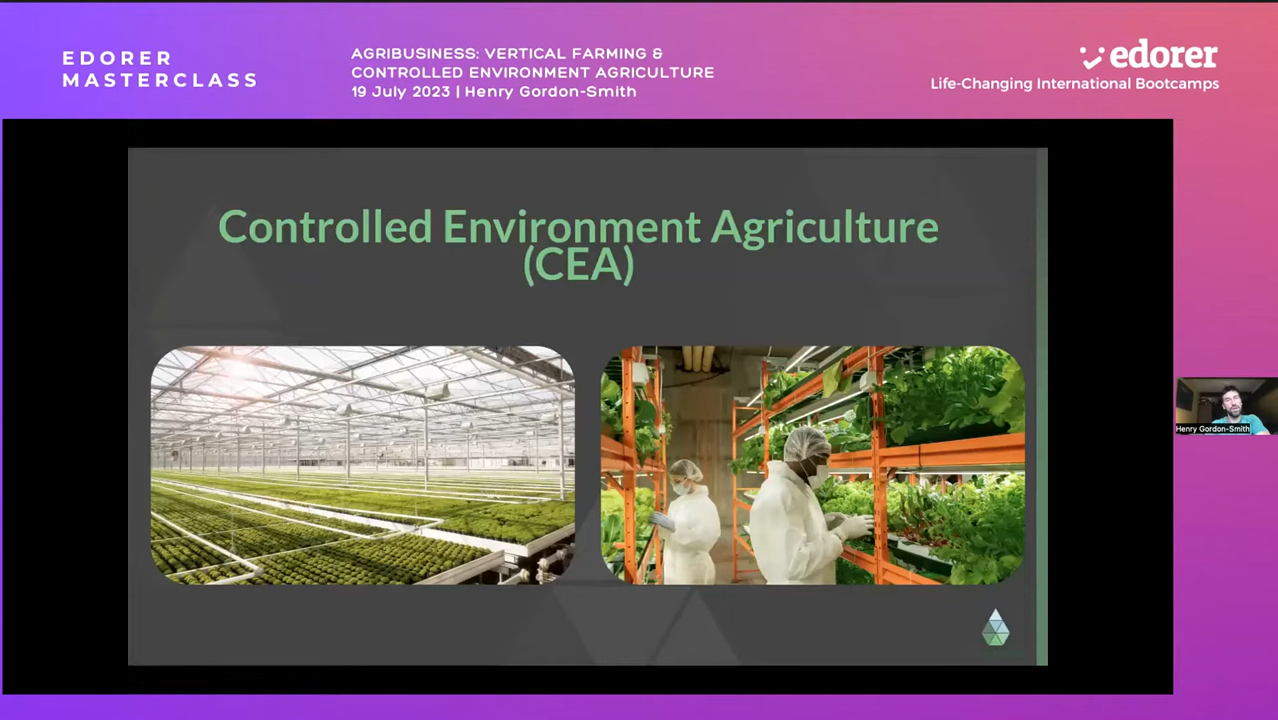 EDORER
MASTERCLASS
AGRIBUSINESS: VERTICAL FARMING &
CONTROLLED ENVIRONMENT AGRICULTURE
19 July 2023 | Henry Gordon-Smith
edorer
Life-Changing International Bootcamps
Controlled Environment Agriculture
(CEA)
Henry Gordon-Smith